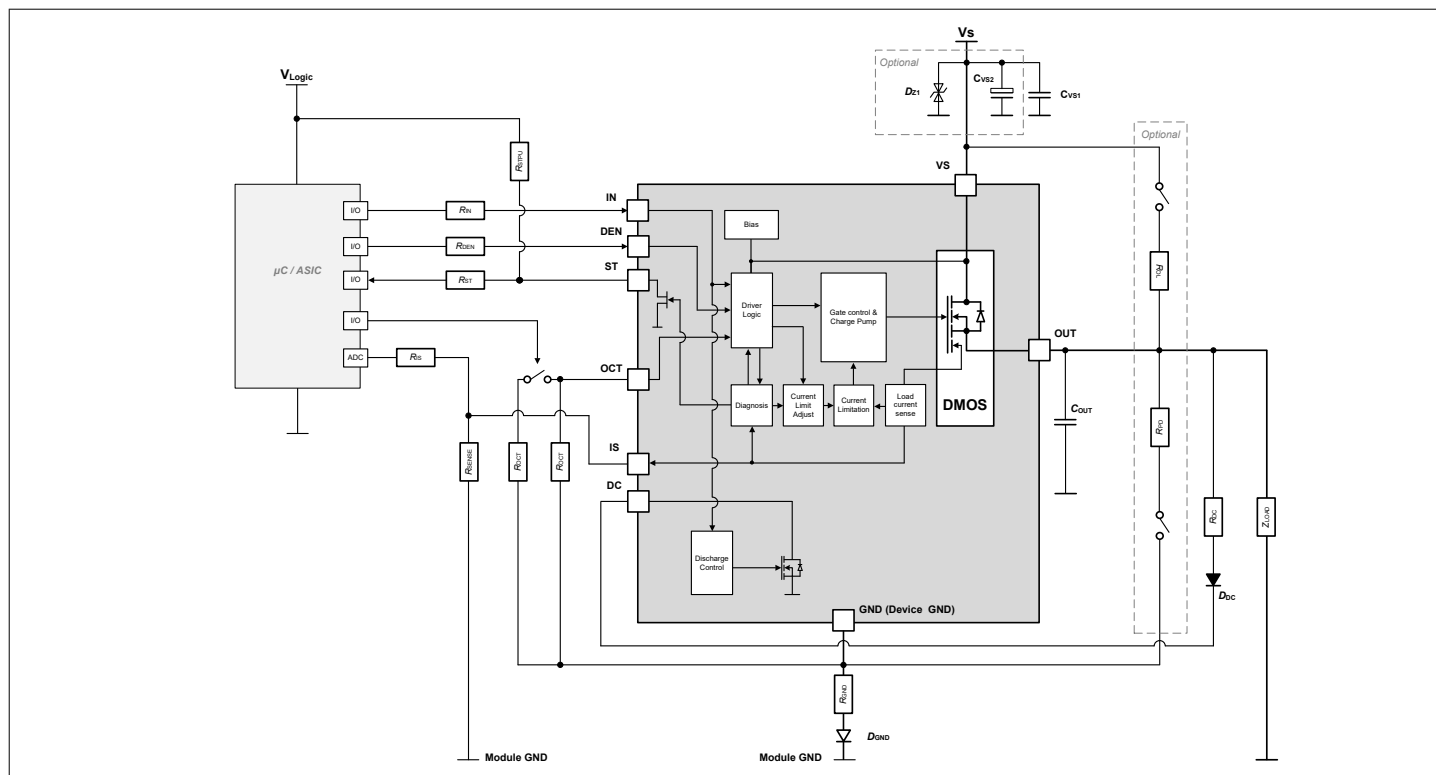 Vs
Optional
CVS2
DZ1
CVS1
VLogic
Optional
RSTPU
VS
IN
I/O
RIN
DEN
Bias
I/O
RDEN
µC / ASIC
ST
ROL
I/O
RST
Driver
Logic
Gate control &
Charge Pump
I/O
OUT
ADC
RIS
OCT
Diagnosis
Current
Limit
Adjust
Current
Limitation
Load
current
sense
DMOS
COUT
RPD
RSENSE
ROCT
ROCT
IS
DC
RDC
ZLOAD
Discharge
Control
DDC
GND (Device GND)
RGND
DGND
Module GND
Module GND